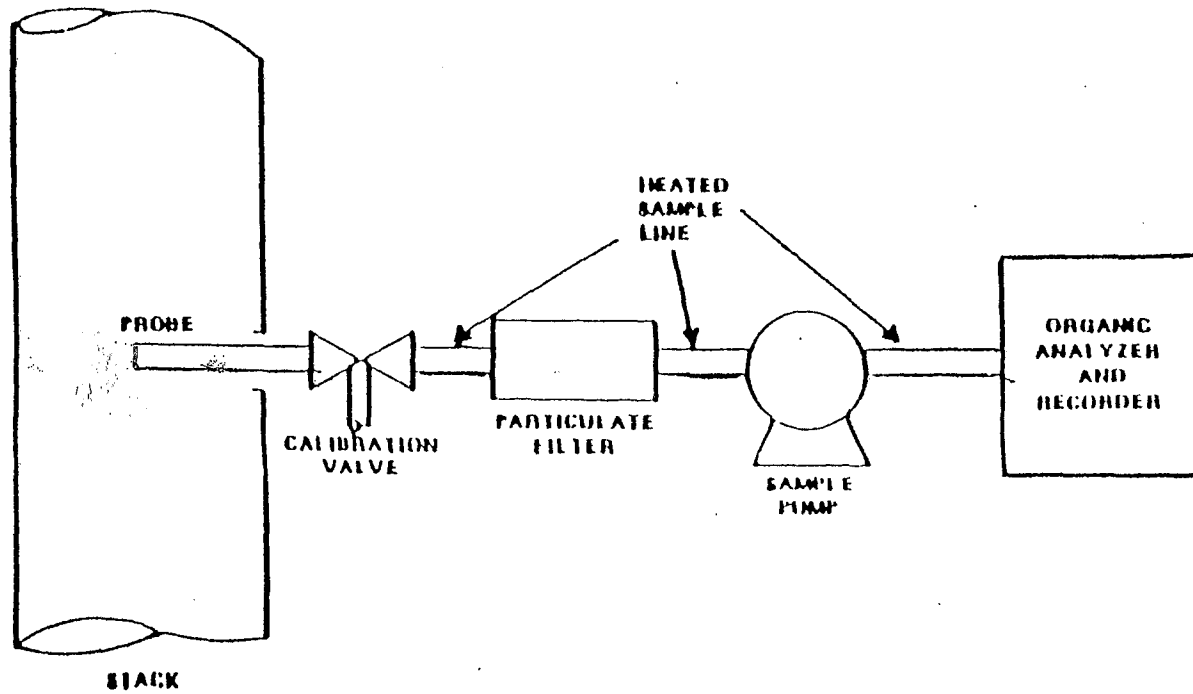 HEATED
SAMPLE
LINE
PROBE
ORGANIC
ANALYZER
AND
RECORDER
CALIBRATION
VALVE
PARTICULATE
FILTER
SAMPLE
PUMP
STACK